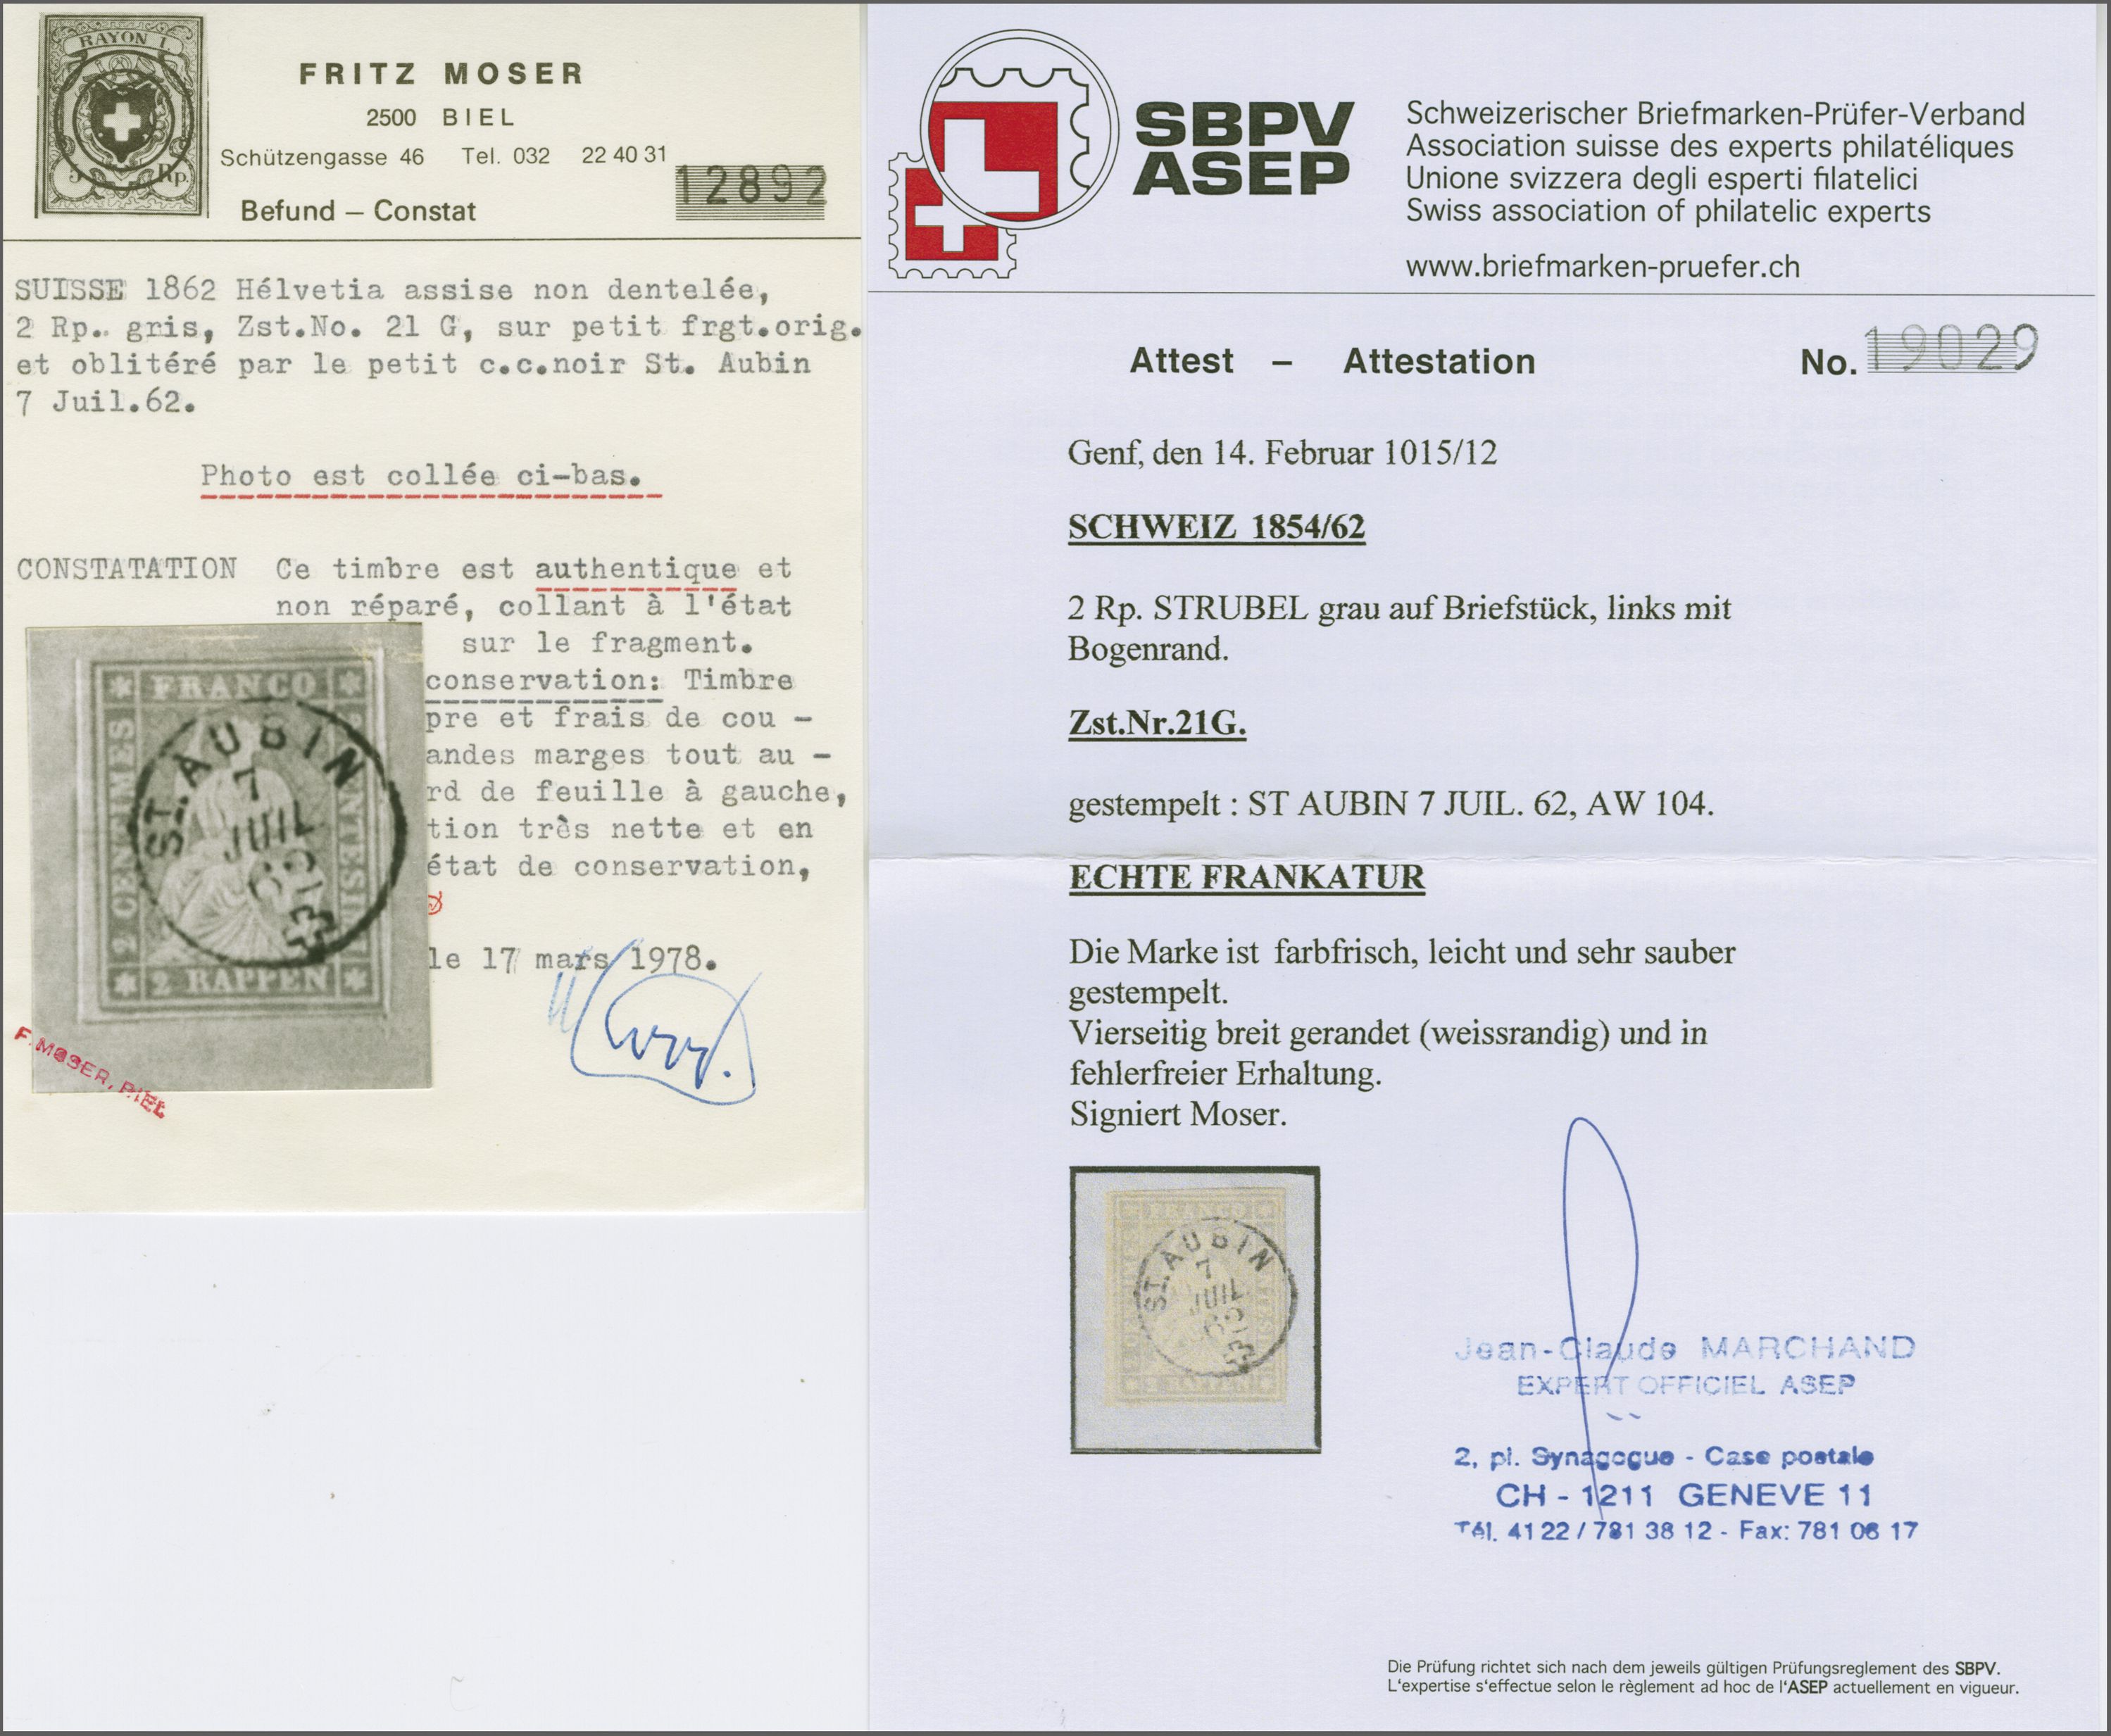 RAYON I.
5 Rp.
FRITZ MOSER
2500 BIEL
Schützengasse 46 Tel. 032 22 40 31
12892
Befund – Constat
SUISSE 1862 Hélvetia assise non dentelée,
2 Rp.. gris, Zst.No. 21 G, sur petit frgt.orig.
et oblitéré par le petit c.c.noir St. Aubin
7 Juil.62.
Photo est collée ci-bas.
CONSTATATION Ce timbre est authentique et
non réparé, collant à l'état
sur le fragment.
conservation: Timbre
pre et frais de cou -
andes marges tout au -
rd de feuille à gauche,
tion très nette et en
état de conservation,
le 17 mars 1978.
FRANCO
2 CENTIMES
2 RAPPEN
ST. AUBIN
7
JUIL
62
F. MOSER, BIEL
SBPV
ASEP
Schweizerischer Briefmarken-Prüfer-Verband
Association suisse des experts philatéliques
Unione svizzera degli esperti filatelici
Swiss association of philatelic experts
www.briefmarken-pruefer.ch
Attest – Attestation No. 19029
Genf, den 14. Februar 1015/12
SCHWEIZ 1854/62
2 Rp. STRUBEL grau auf Briefstück, links mit
Bogenrand.
Zst.Nr.21G.
gestempelt : ST AUBIN 7 JUIL. 62, AW 104.
ECHTE FRANKATUR
Die Marke ist farbfrisch, leicht und sehr sauber
gestempelt.
Vierseitig breit gerandet (weissrandig) und in
fehlerfreier Erhaltung.
Signiert Moser.
FRANCO
ST. AUBIN
7
JUIL
62
2 RAPPEN
Jean-Claude MARCHAND
EXPERT OFFICIEL ASEP
2, pl. Synagogue - Case postale
CH - 1211 GENEVE 11
Tél. 41 22 / 781 38 12 - Fax: 781 06 17
Die Prüfung richtet sich nach dem jeweils gültigen Prüfungsreglement des SBPV.
L'expertise s'effectue selon le règlement ad hoc de l'ASEP actuellement en vigueur.